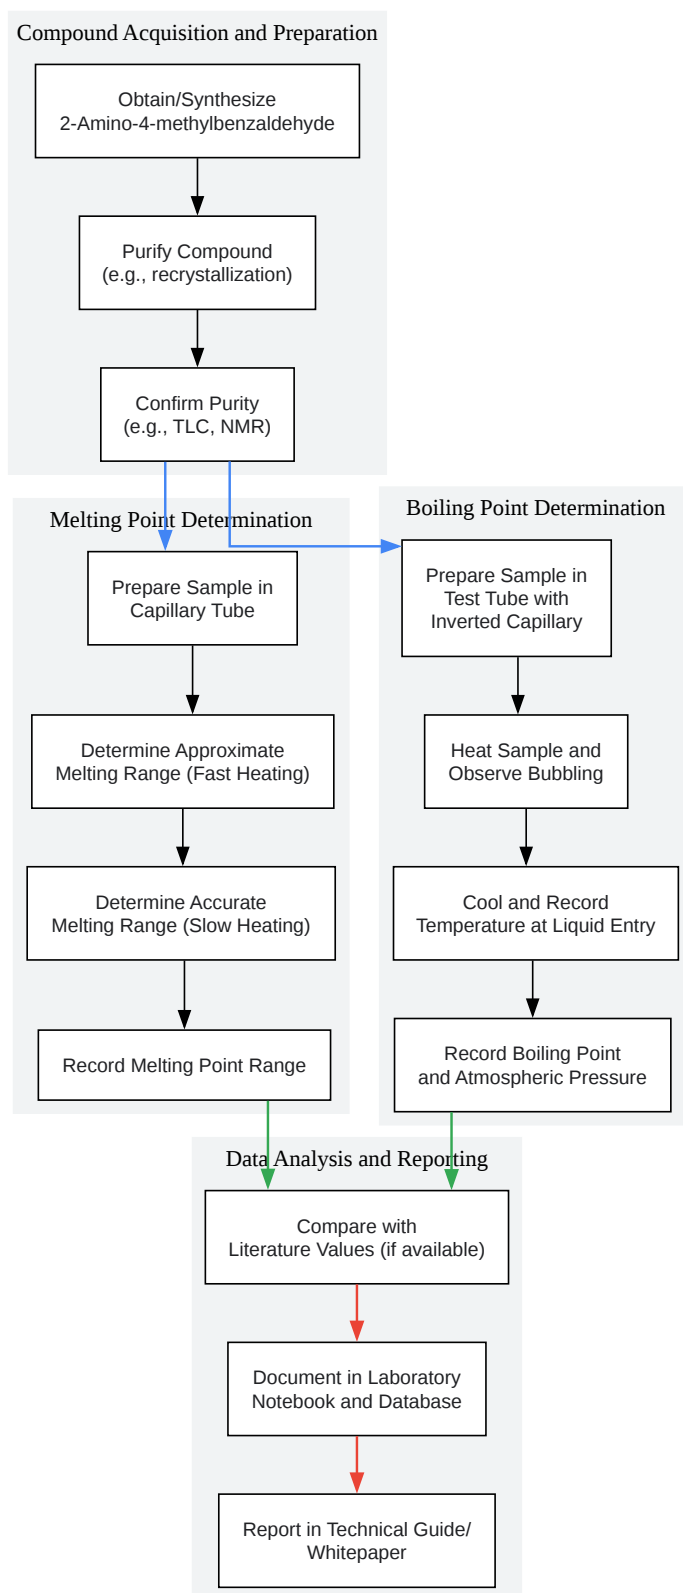 Compound Acquisition and Preparation
Obtain/Synthesize
2-Amino-4-methylbenzaldehyde
Purify Compound
(e.g., recrystallization)
Confirm Purity
(e.g., TLC, NMR)
Melting Point Determination
Prepare Sample in
Capillary Tube
Determine Approximate
Melting Range (Fast Heating)
Determine Accurate
Melting Range (Slow Heating)
Record Melting Point Range
Boiling Point Determination
Prepare Sample in
Test Tube with
Inverted Capillary
Heat Sample and
Observe Bubbling
Cool and Record
Temperature at Liquid Entry
Record Boiling Point
and Atmospheric Pressure
Data Analysis and Reporting
Compare with
Literature Values (if available)
Document in Laboratory
Notebook and Database
Report in Technical Guide/
Whitepaper